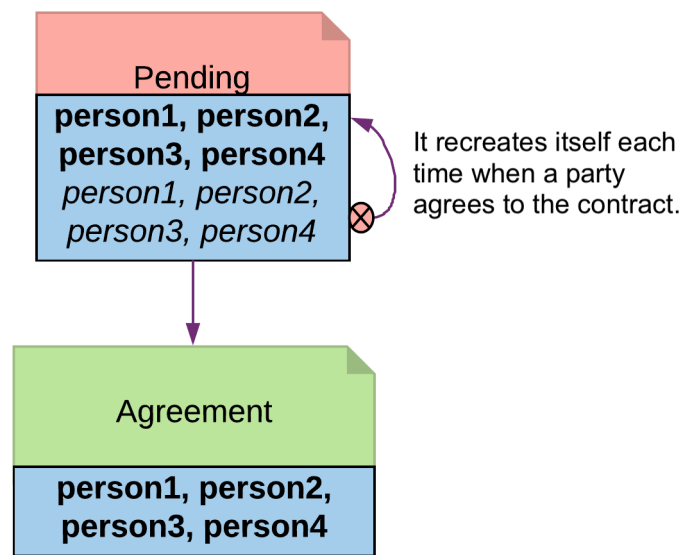 Pending
person1, person2,
person3, person4
person1, person2,
person3, person4
It recreates itself each
time when a party
agrees to the contract.
Agreement
person1, person2,
person3, person4